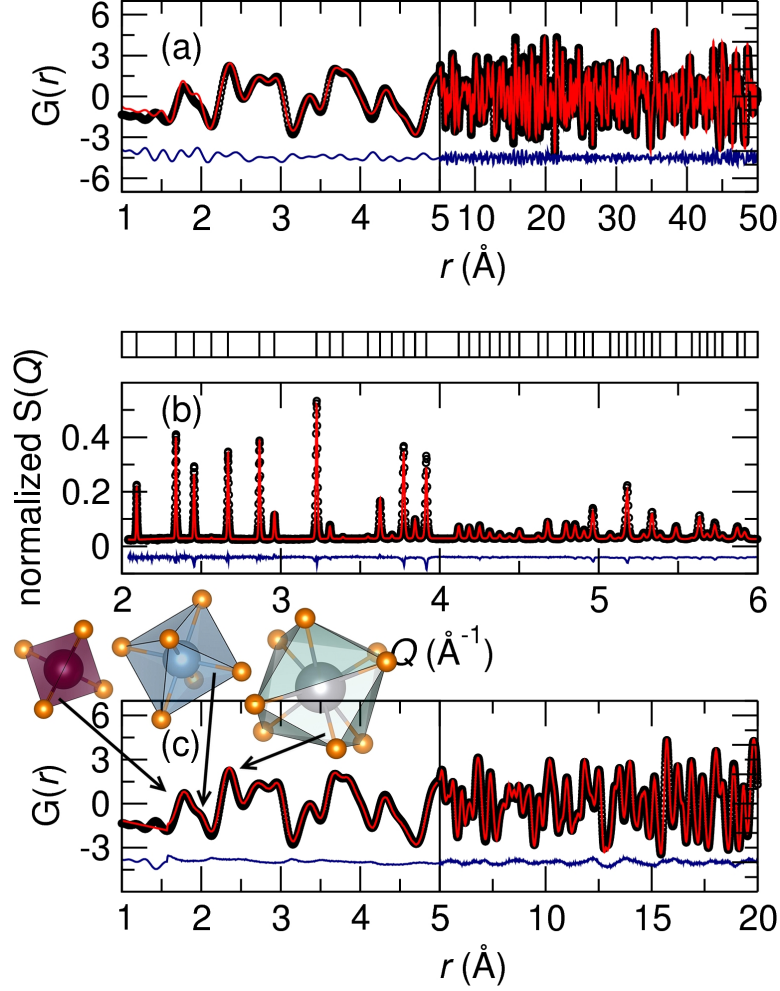 (a)
G(r)
6
3
0
-3
-6
1 2 3 4 5 10 20 30 40 50
r (Å)
(b)
normalized S(Q)
0.4
0.2
0
2 3 4 5 6
Q (Å-1)
(c)
G(r)
6
3
0
-3
1 2 3 4 5 10 15 20
r (Å)